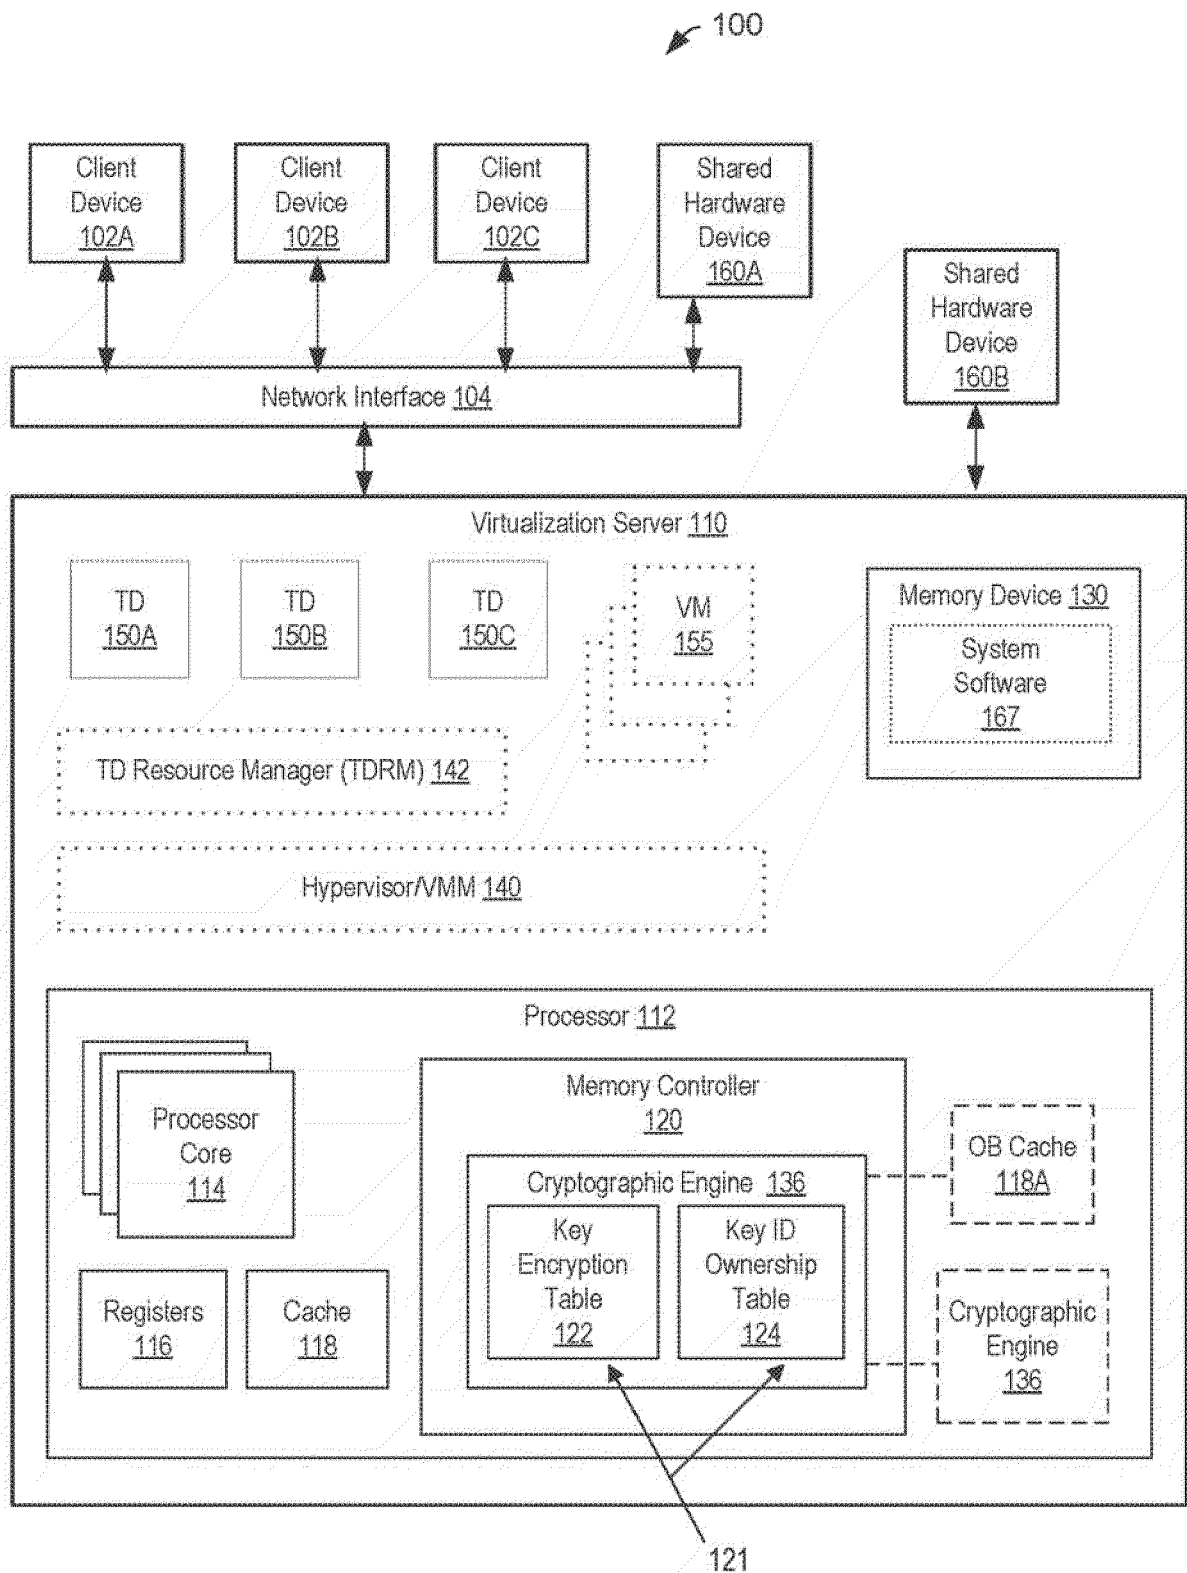 100
Client
Device
102A
Client
Device
102B
Client
Device
102C
Shared
Hardware
Device
160A
Shared
Hardware
Device
160B
Network Interface 104
Virtualization Server 110
TD
150A
TD
150B
TD
150C
VM
155
Memory Device 130
System
Software
167
TD Resource Manager (TDRM) 142
Hypervisor/VMM 140
Processor 112
Processor
Core
114
Memory Controller
120
Cryptographic Engine 136
Key
Encryption
Table
122
Key ID
Ownership
Table
124
OB Cache
118A
Registers
116
Cache
118
Cryptographic
Engine
136
121